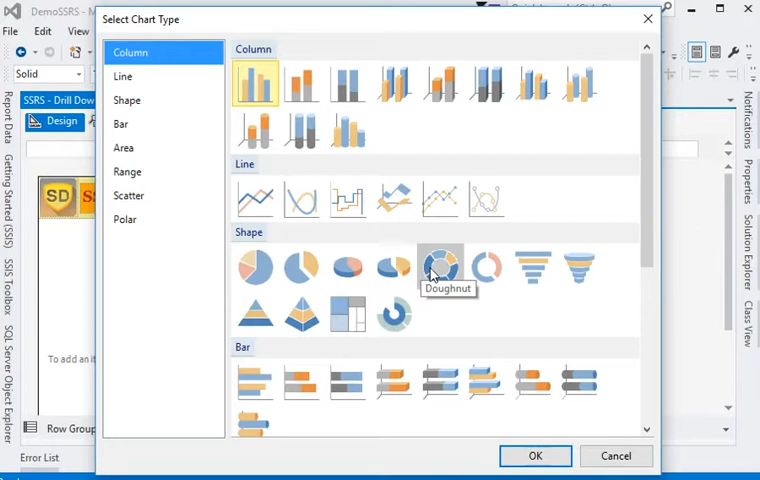 DemoSSRS
File Edit View
Solid
SSRS - Drill Dow
Design
SD SS
To add an it
Row Group
Error List
Report Data
Getting Started (SSIS)
SSIS Toolbox
SQL Server Object Explorer
Select Chart Type
Column
Line
Shape
Bar
Area
Range
Scatter
Polar
Column
Line
Shape
Doughnut
Bar
OK Cancel
Notifications
Properties
Solution Explorer
Class View